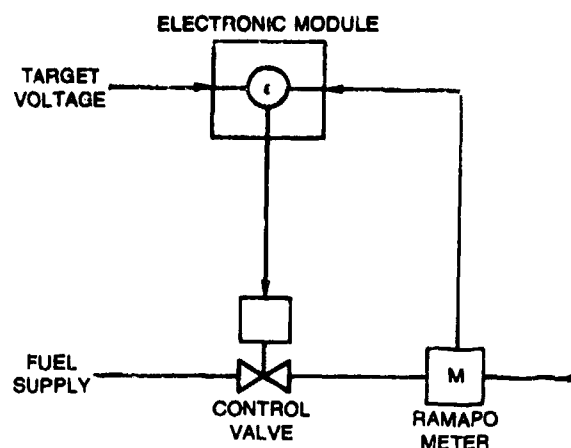 ELECTRONIC MODULE
TARGET
VOLTAGE
ε
FUEL
SUPPLY
CONTROL
VALVE
M
RAMAPO
METER